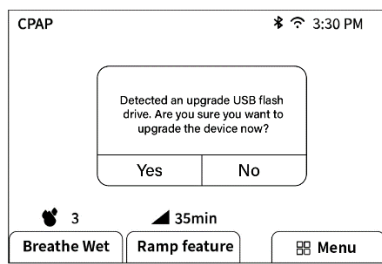 CPAP 3:30 PM
Detected an upgrade USB flash
drive. Are you sure you want to
upgrade the device now?
Yes No
3 35min
Breathe Wet Ramp feature Menu